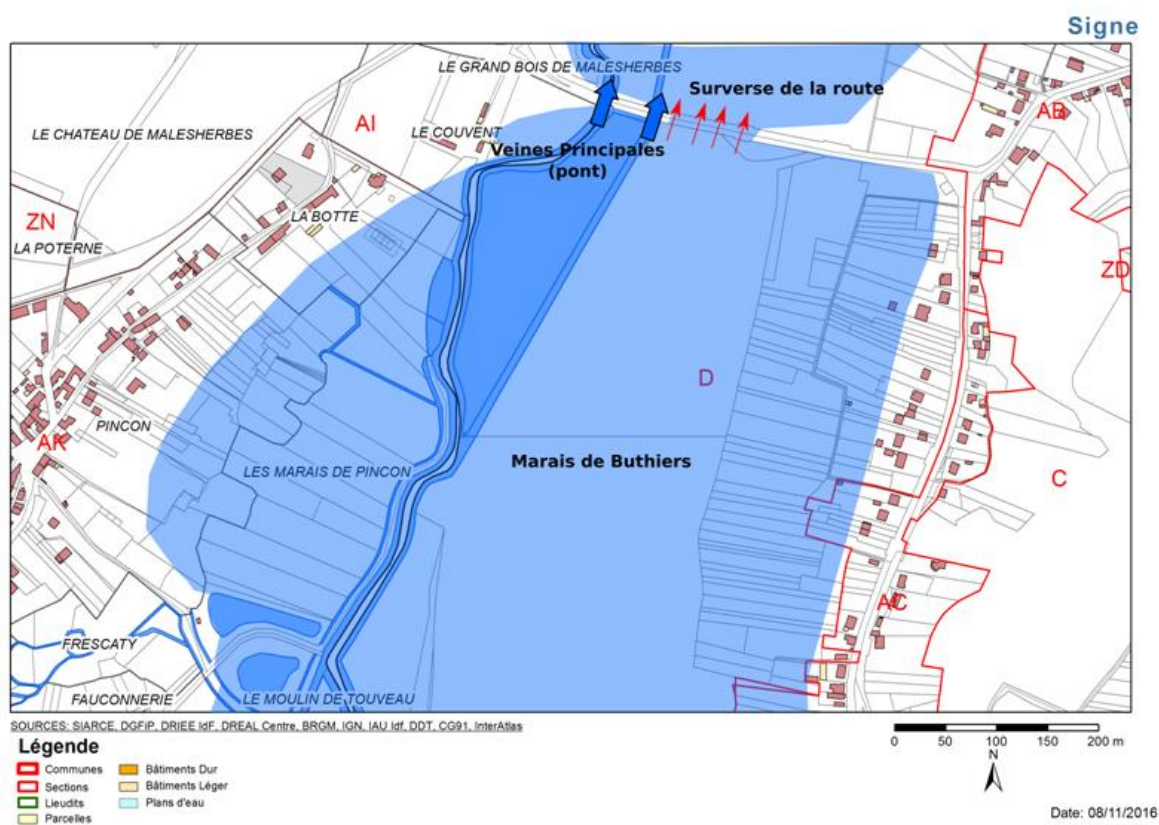 Signe
LE GRAND BOIS DE MALESHERBES
Surverse de la route
AB
LE CHATEAU DE MALESHERBES
AI
LE COUVENT
Veines Principales
(pont)
ZN
LA BOTTE
LA POTERNE
ZD
D
PINCON
AK
LES MARAIS DE PINCON
Marais de Buthiers
C
AC
FRESCATY
FAUCONNERIE
LE MOULIN DE TOUVEAU
SOURCES: SIARCE, DGFiP, DRIEE IdF, DREAL Centre, BRGM, IGN, IAU Idf, DDT, CG91, InterAtlas
0 50 100 150 200 m
N
Légende
Communes
Sections
Lieudits
Parcelles
Bâtiments Dur
Bâtiments Léger
Plans d'eau
Date: 08/11/2016